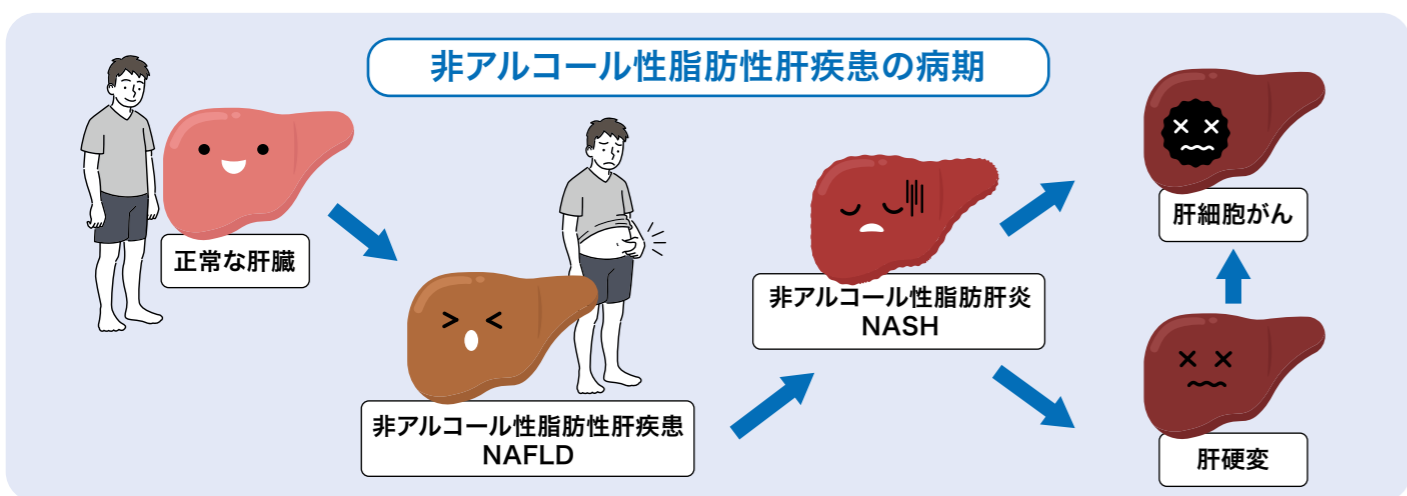 非アルコール性脂肪性肝疾患の病期
正常な肝臓
非アルコール性脂肪性肝疾患
NAFLD
非アルコール性脂肪肝炎
NASH
肝細胞がん
肝硬変